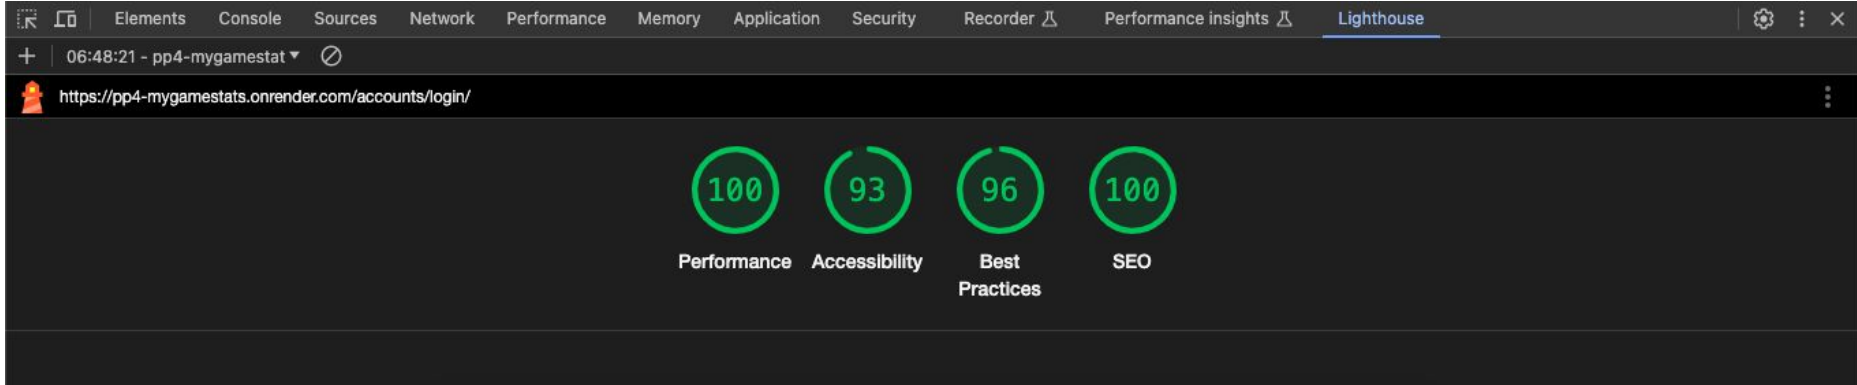 Elements Console Sources Network Performance Memory Application Security Recorder Performance insights Lighthouse
06:48:21 - pp4-mygamestat
https://pp4-mygamestats.onrender.com/accounts/login/
100 93 96 100
Performance Accessibility Best Practices SEO